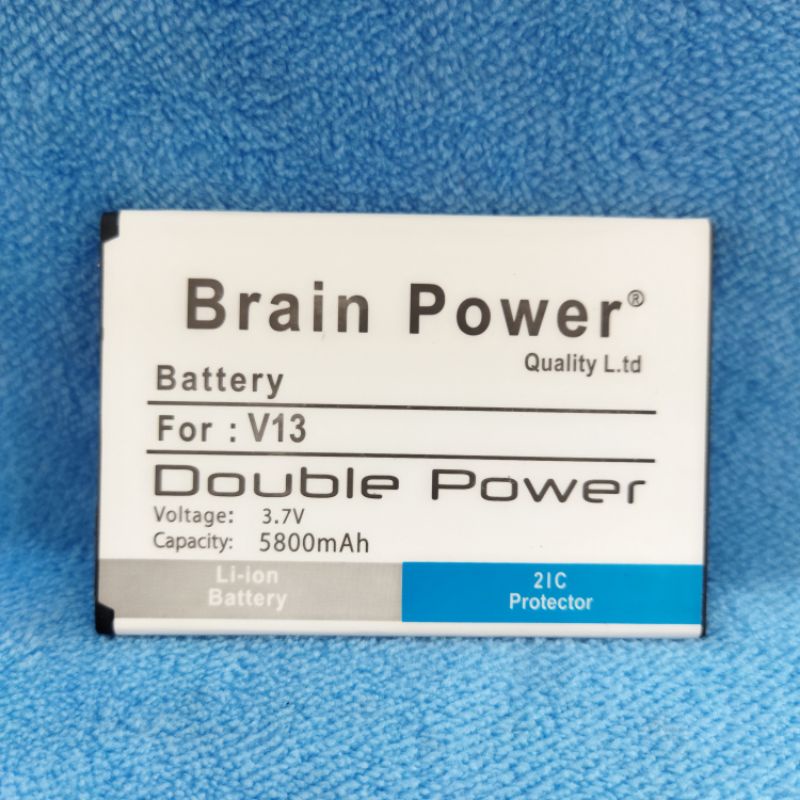 Brain Power®
Quality L.td
Battery
For : V13
Double Power
Voltage: 3.7V
Capacity: 5800mAh
Li-ion
Battery
2IC
Protector